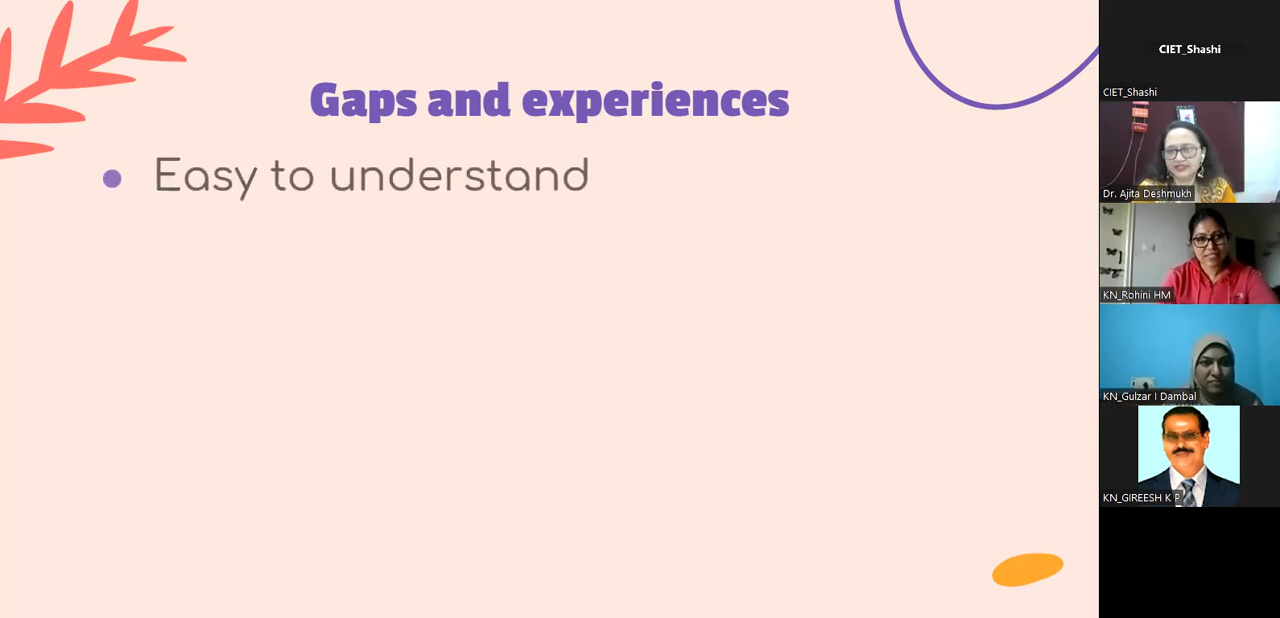 Gaps and experiences
Easy to understand
CIET_Shashi
CIET_Shashi
Dr. Ajita Deshmukh
KN_Rohini HM
KN_Gulzar I Dambal
KN_GIREESH K P